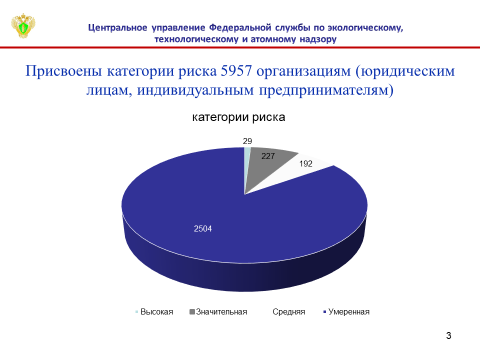 Центральное управление Федеральной службы по экологическому,
технологическому и атомному надзору
Присвоены категории риска 5957 организациям (юридическим
лицам, индивидуальным предпринимателям)
категории риска
29
227
192
2504
Высокая Значительная Средняя Умеренная
3